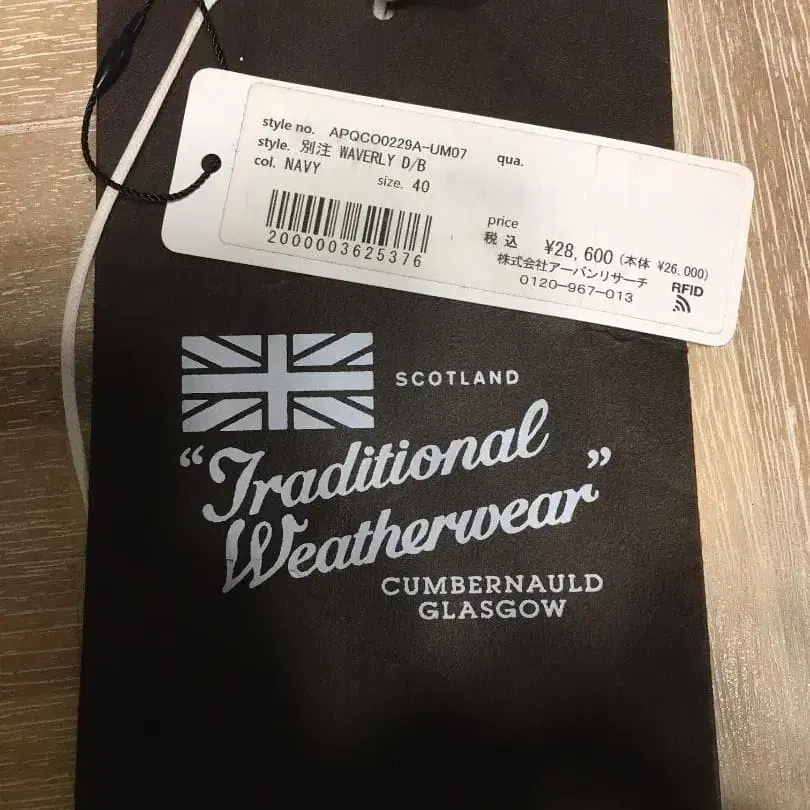 style no. APQCO0229A-UM07 qua.
style. 別注 WAVERLY D/B
col. NAVY size. 40
2000003625376
price
税込 ¥28,600 (本体 ¥26,000)
株式会社アーバンリサーチ
0120-967-013
RFID
SCOTLAND
“Traditional
Weatherwear”
CUMBERNAULD
GLASGOW